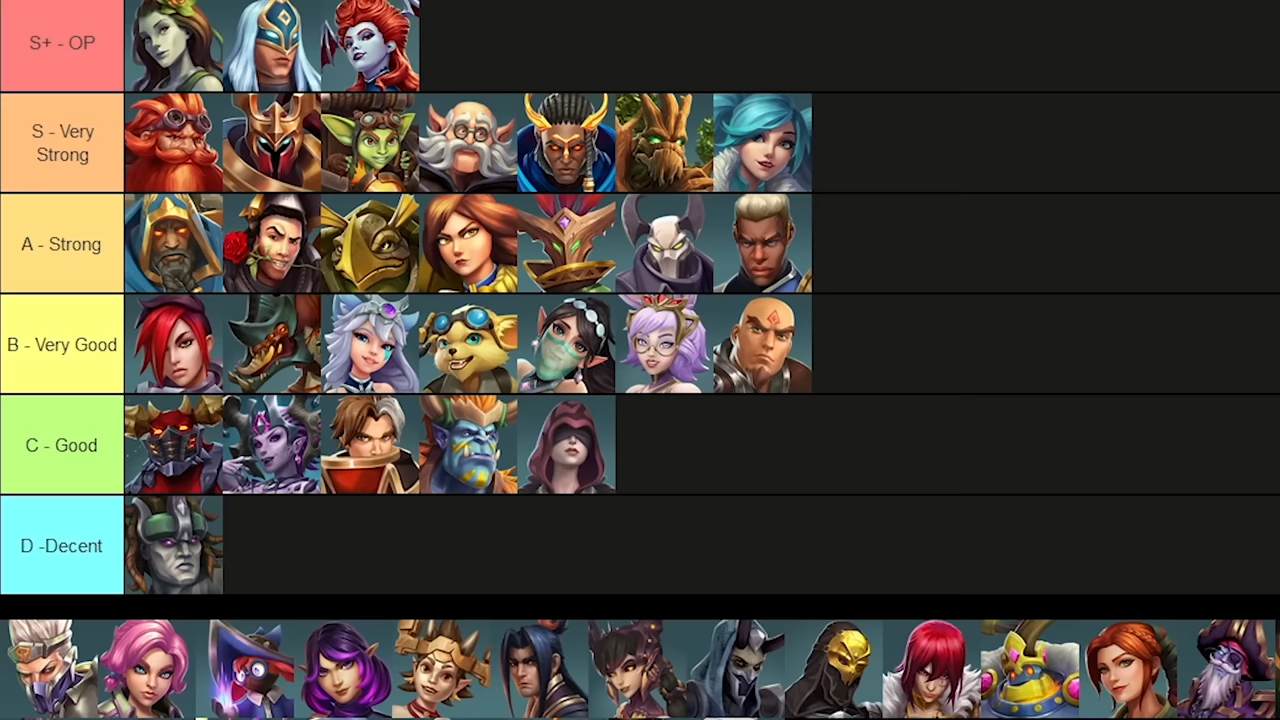 S+ - OP
S - Very
Strong
A - Strong
B - Very Good
C - Good
D -Decent